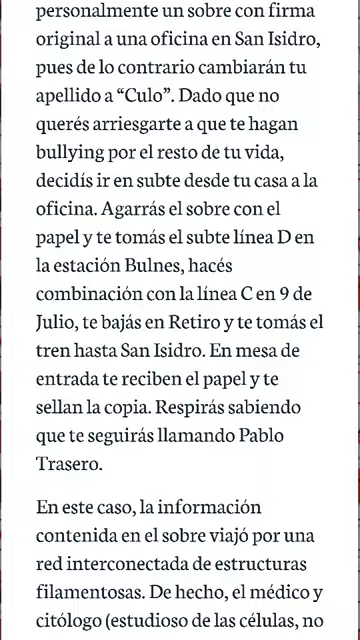 personalmente un sobre con firma
original a una oficina en San Isidro,
pues de lo contrario cambiarán tu
apellido a “Culo”. Dado que no
querés arriesgarte a que te hagan
bullying por el resto de tu vida,
decidís ir en subte desde tu casa a la
oficina. Agarrás el sobre con el
papel y te tomás el subte línea D en
la estación Bulnes, hacés
combinación con la línea C en 9 de
Julio, te bajás en Retiro y te tomás el
tren hasta San Isidro. En mesa de
entrada te reciben el papel y te
sellan la copia. Respirás sabiendo
que te seguirás llamando Pablo
Trasero.
En este caso, la información
contenida en el sobre viajó por una
red interconectada de estructuras
filamentosas. De hecho, el médico y
citólogo (estudioso de las células, no